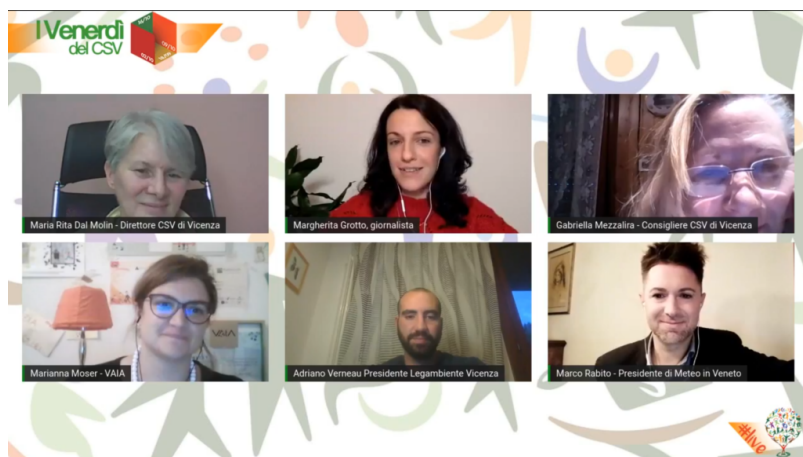 I Venerdì
del CSV
Maria Rita Dal Molin - Direttore CSV di Vicenza
Margherita Grotto, giornalista
Gabriella Mezzalira - Consigliere CSV di Vicenza
VAIA
Marianna Moser - VAIA
Adriano Verneau Presidente Legambiente Vicenza
Marco Rabito - Presidente di Meteo in Veneto
#live